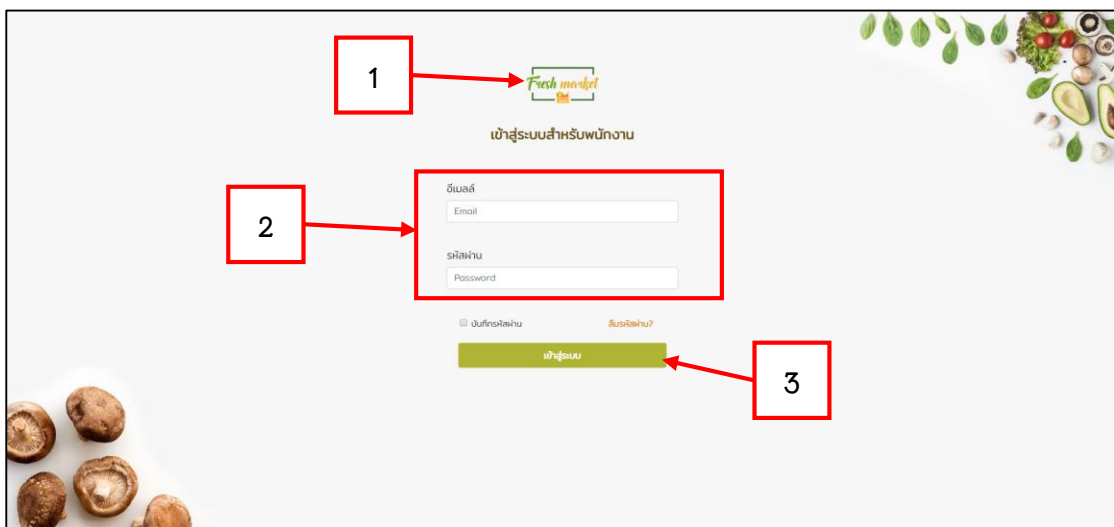 1
Fresh market
เข้าสู่ระบบสำหรับพนักงาน
อีเมลล์
Email
2
รหัสผ่าน
Password
บันทึกรหัสผ่าน
ลืมรหัสผ่าน?
เข้าสู่ระบบ
3